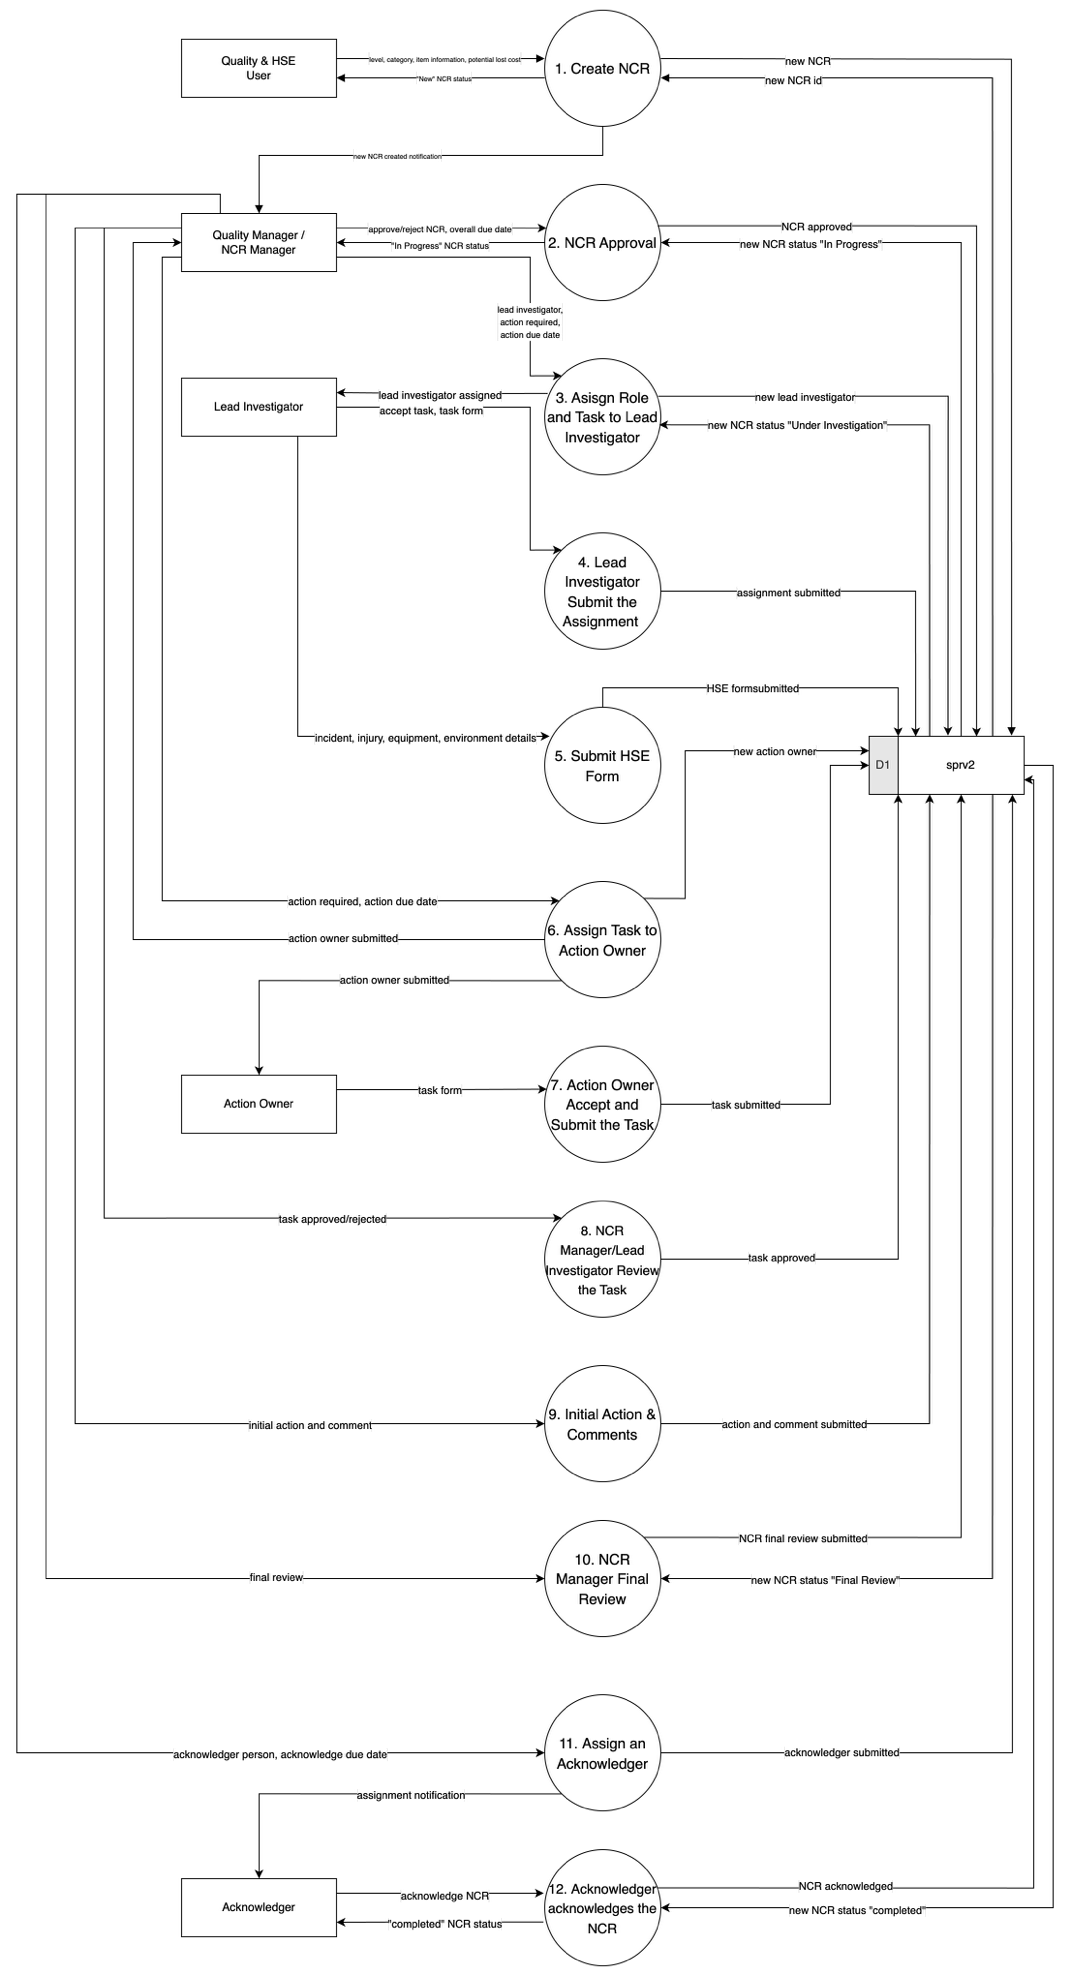 Quality & HSE
User
level, category, item information, potential lost cost
"New" NCR status
1. Create NCR
new NCR
new NCR id
new NCR created notification
Quality Manager /
NCR Manager
approve/reject NCR, overall due date
"In Progress" NCR status
2. NCR Approval
NCR approved
new NCR status "In Progress"
lead investigator,
action required,
action due date
Lead Investigator
lead investigator assigned
accept task, task form
3. Asisgn Role
and Task to Lead
Investigator
new lead investigator
new NCR status "Under Investigation"
4. Lead
Investigator
Submit the
Assignment
assignment submitted
HSE formsubmitted
incident, injury, equipment, environment details
5. Submit HSE
Form
new action owner
D1
sprv2
action required, action due date
action owner submitted
6. Assign Task to
Action Owner
action owner submitted
Action Owner
task form
7. Action Owner
Accept and
Submit the Task
task submitted
task approved/rejected
8. NCR
Manager/Lead
Investigator Review
the Task
task approved
initial action and comment
9. Initial Action &
Comments
action and comment submitted
NCR final review submitted
final review
10. NCR
Manager Final
Review
new NCR status "Final Review"
acknowledger person, acknowledge due date
11. Assign an
Acknowledger
acknowledger submitted
assignment notification
Acknowledger
acknowledge NCR
"completed" NCR status
12. Acknowledger
acknowledges the
NCR
NCR acknowledged
new NCR status "completed"